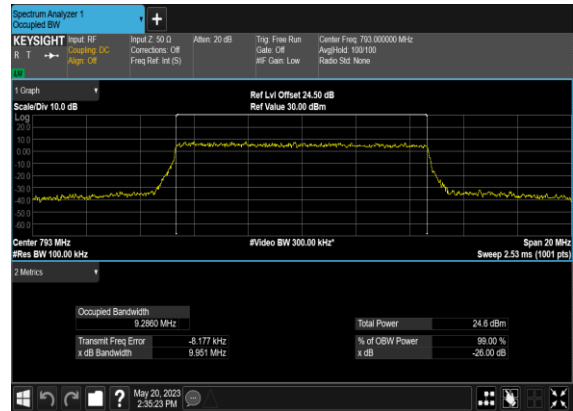 Spectrum Analyzer 1
Occupied BW
+
KEYSIGHT Input: RF Input Z: 50 Ω Atten: 20 dB Trig: Free Run Center Freq: 793.000000 MHz
R T Coupling: DC Corrections: Off Gate: Off Avg|Hold: 100/100
Align: Off Freq Ref: Int (S) #IF Gain: Low Radio Std: None
LXI
1 Graph Ref Lvl Offset 24.50 dB
Scale/Div 10.0 dB Ref Value 30.00 dBm
Log
20.0
10.0
0.00
-10.0
-20.0
-30.0
-40.0
-50.0
-60.0
Center 793 MHz #Video BW 300.00 kHz* Span 20 MHz
#Res BW 100.00 kHz Sweep 2.53 ms (1001 pts)
2 Metrics
Occupied Bandwidth
9.2860 MHz Total Power 24.6 dBm
Transmit Freq Error -8.177 kHz % of OBW Power 99.00 %
x dB Bandwidth 9.951 MHz x dB -26.00 dB
? May 20, 2023
2:35:23 PM